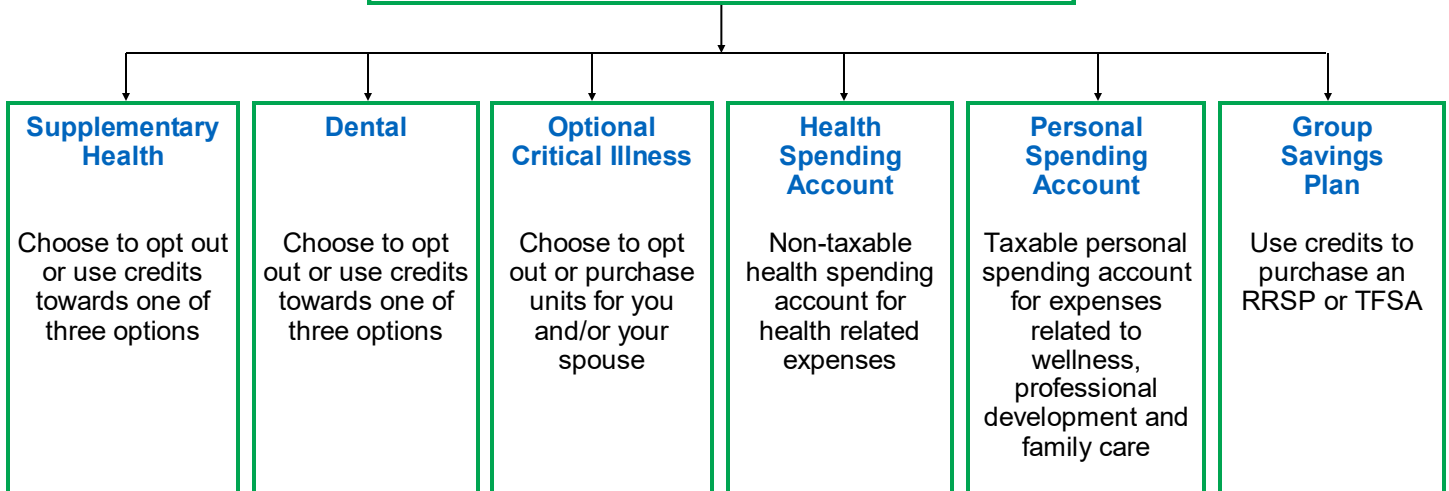 Supplementary
Health
Choose to opt out
or use credits
towards one of
three options
Dental
Choose to opt
out or use credits
towards one of
three options
Optional
Critical Illness
Choose to opt
out or purchase
units for you
and/or your
spouse
Health
Spending
Account
Non-taxable
health spending
account for
health related
expenses
Personal
Spending
Account
Taxable personal
spending account
for expenses
related to
wellness,
professional
development and
family care
Group
Savings
Plan
Use credits to
purchase an
RRSP or TFSA